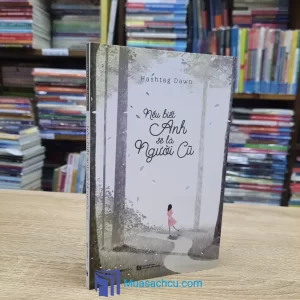 Hashtag Dawn
Nếu biết
Anh
sẽ là
Người Cũ
Muasachcu.com